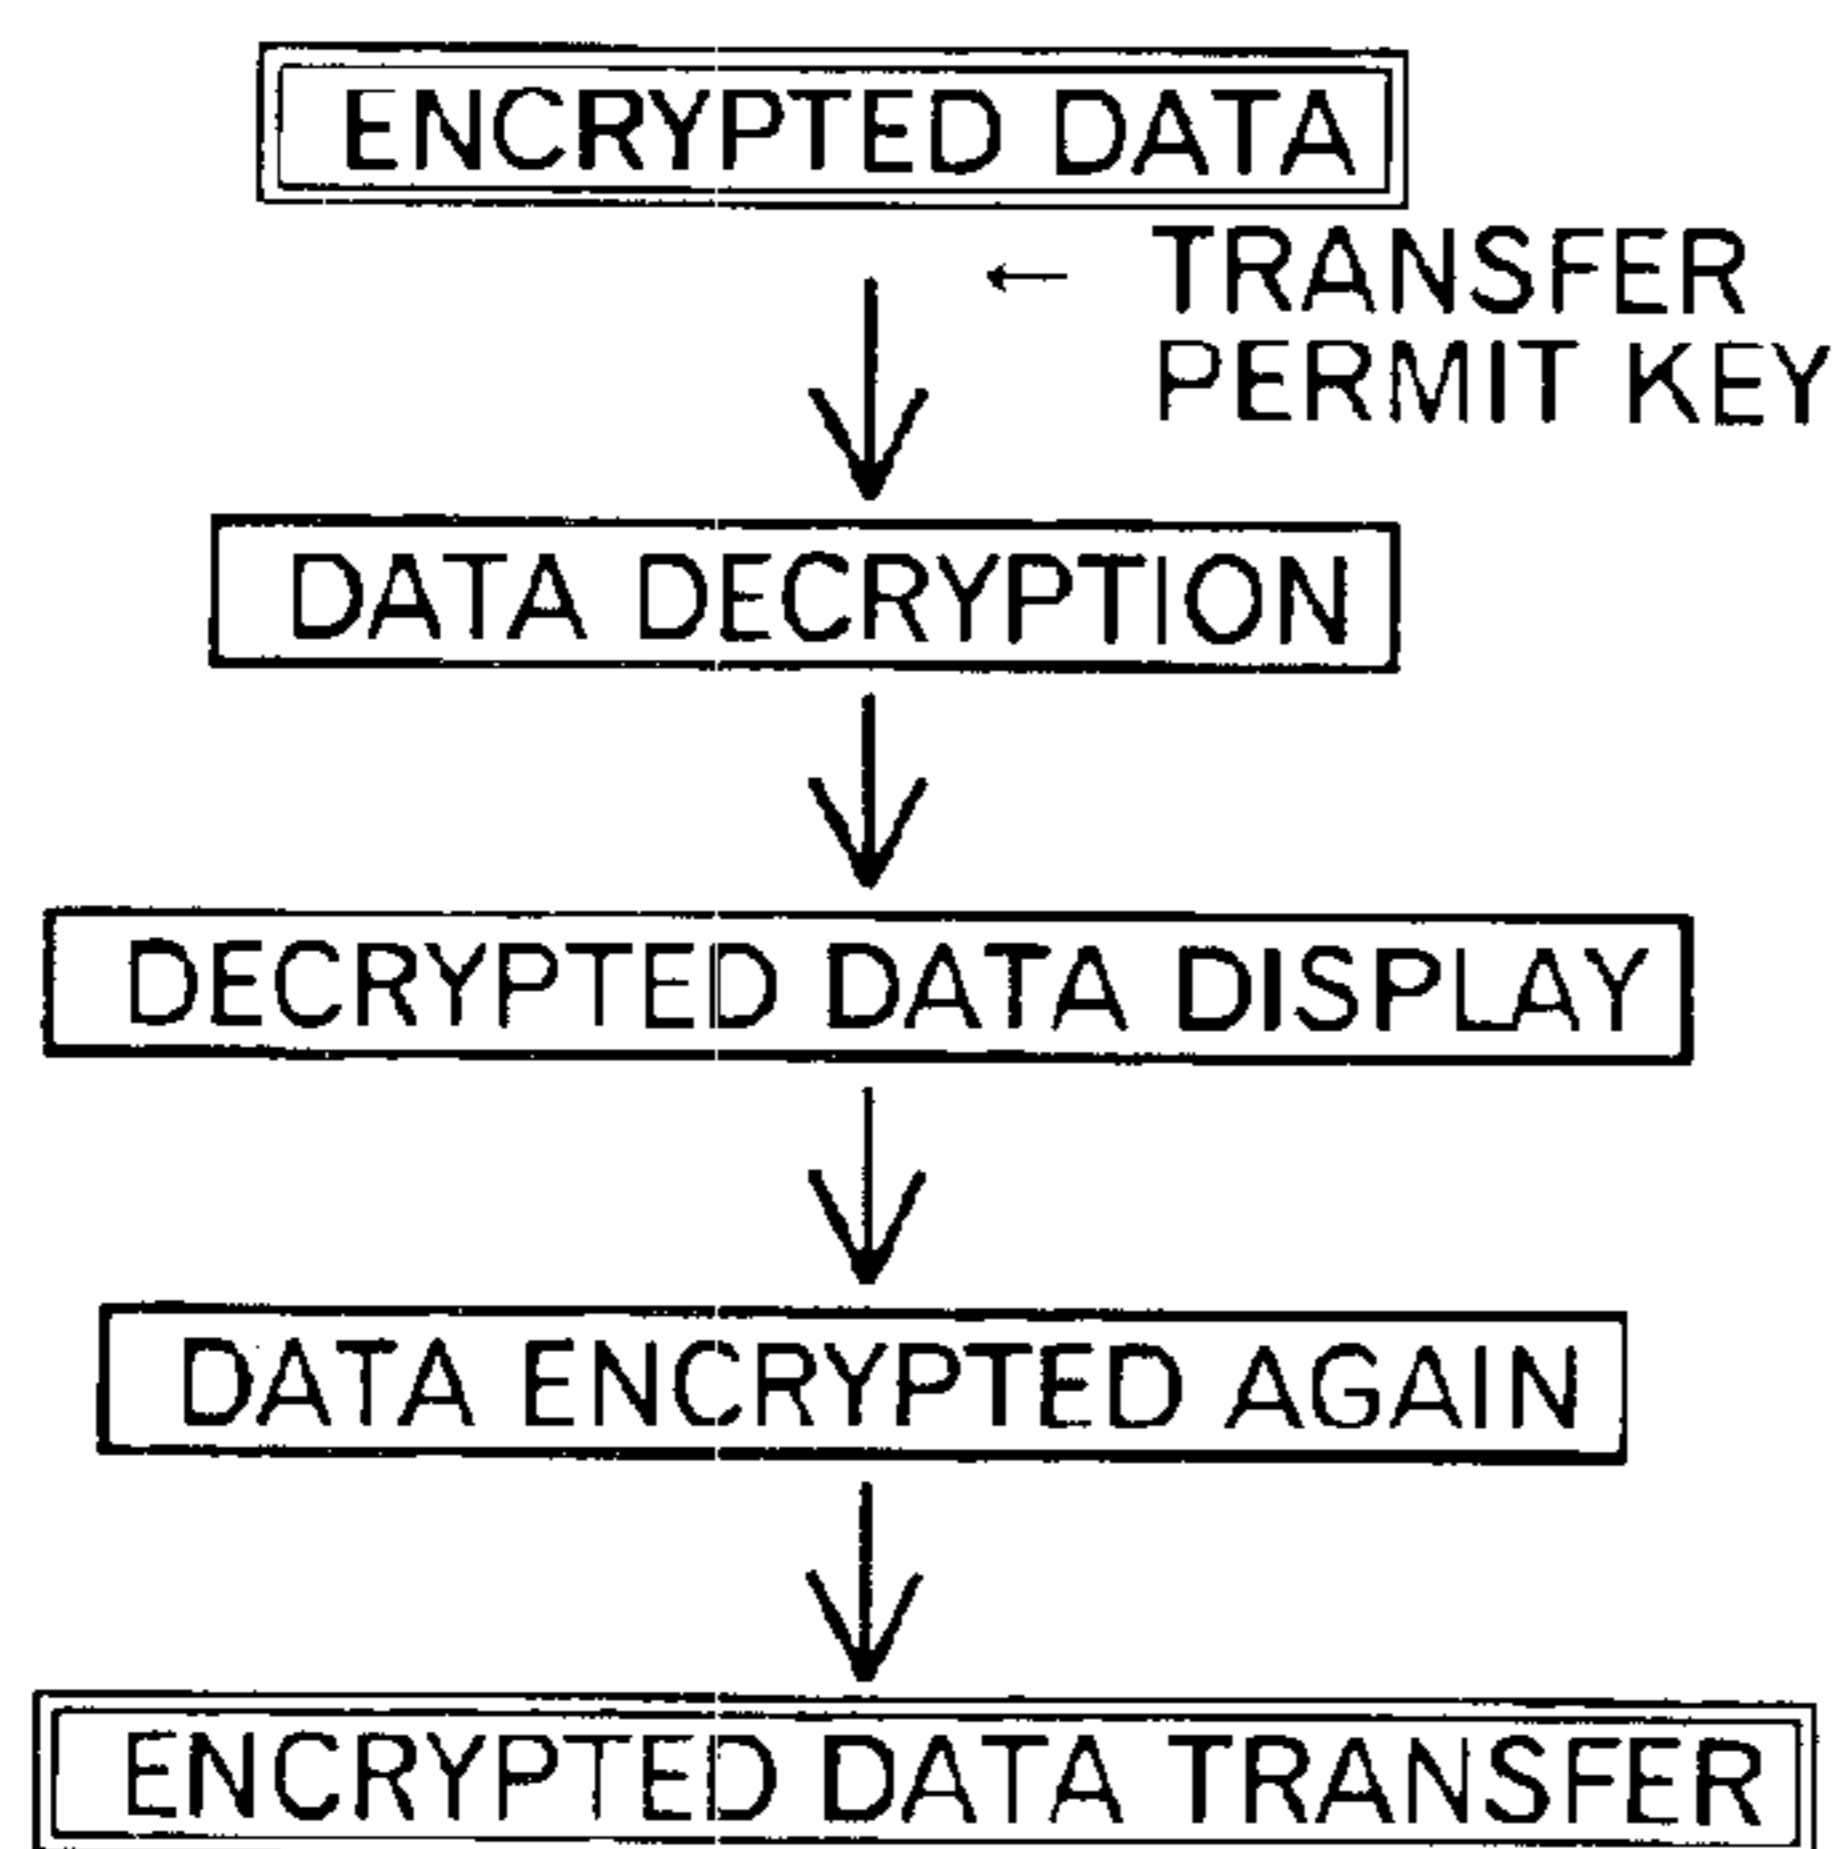 ENCRYPTED DATA
← TRANSFER
PERMIT KEY
DATA DECRYPTION
DECRYPTED DATA DISPLAY
DATA ENCRYPTED AGAIN
ENCRYPTED DATA TRANSFER